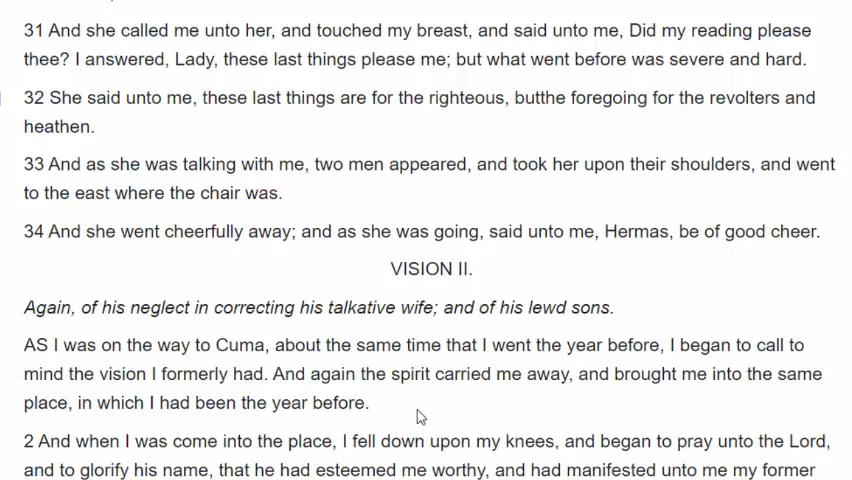 31 And she called me unto her, and touched my breast, and said unto me, Did my reading please
thee? I answered, Lady, these last things please me; but what went before was severe and hard.
32 She said unto me, these last things are for the righteous, butthe foregoing for the revolters and
heathen.
33 And as she was talking with me, two men appeared, and took her upon their shoulders, and went
to the east where the chair was.
34 And she went cheerfully away; and as she was going, said unto me, Hermas, be of good cheer.
VISION II.
Again, of his neglect in correcting his talkative wife; and of his lewd sons.
AS I was on the way to Cuma, about the same time that I went the year before, I began to call to
mind the vision I formerly had. And again the spirit carried me away, and brought me into the same
place, in which I had been the year before.
2 And when I was come into the place, I fell down upon my knees, and began to pray unto the Lord,
and to glorify his name, that he had esteemed me worthy, and had manifested unto me my former